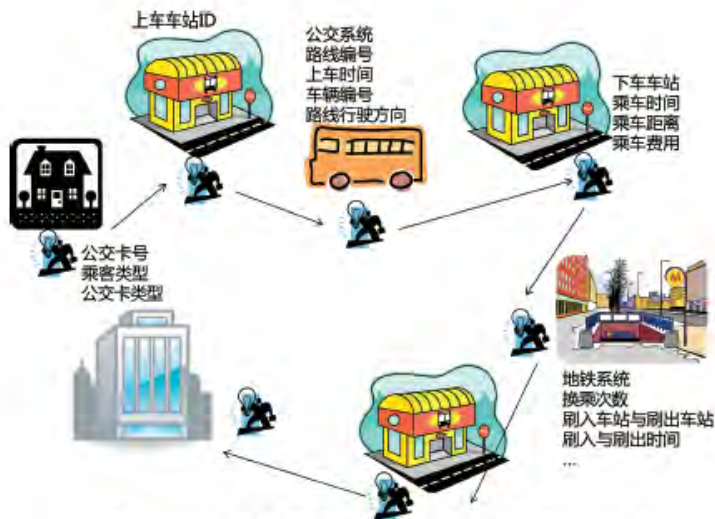 上车车站ID
公交系统
路线编号
上车时间
车辆编号
路线行驶方向
下车车站
乘车时间
乘车距离
乘车费用
公交卡号
乘客类型
公交卡类型
地铁系统
换乘次数
刷入车站与刷出车站
刷入与刷出时间
...